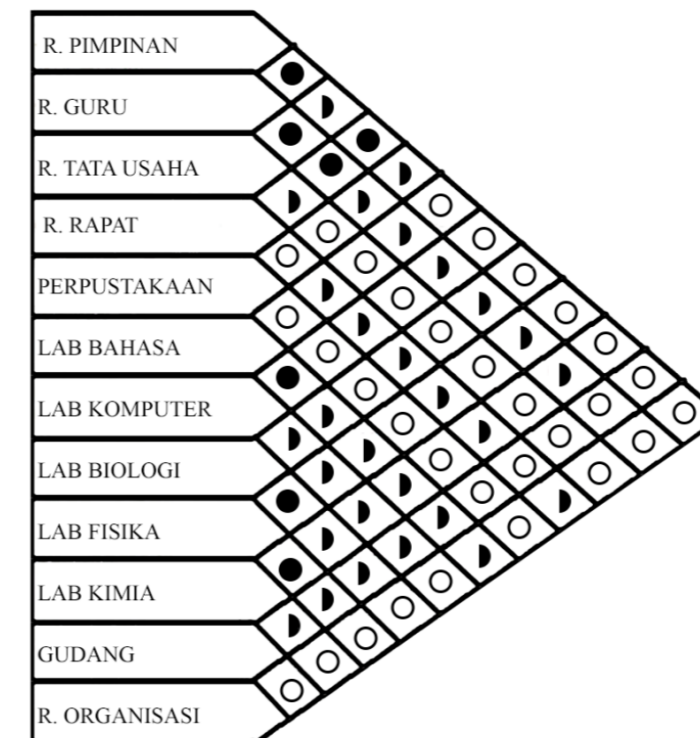 R. PIMPINAN
R. GURU
R. TATA USAHA
R. RAPAT
PERPUSTAKAAN
LAB BAHASA
LAB KOMPUTER
LAB BIOLOGI
LAB FISIKA
LAB KIMIA
GUDANG
R. ORGANISASI